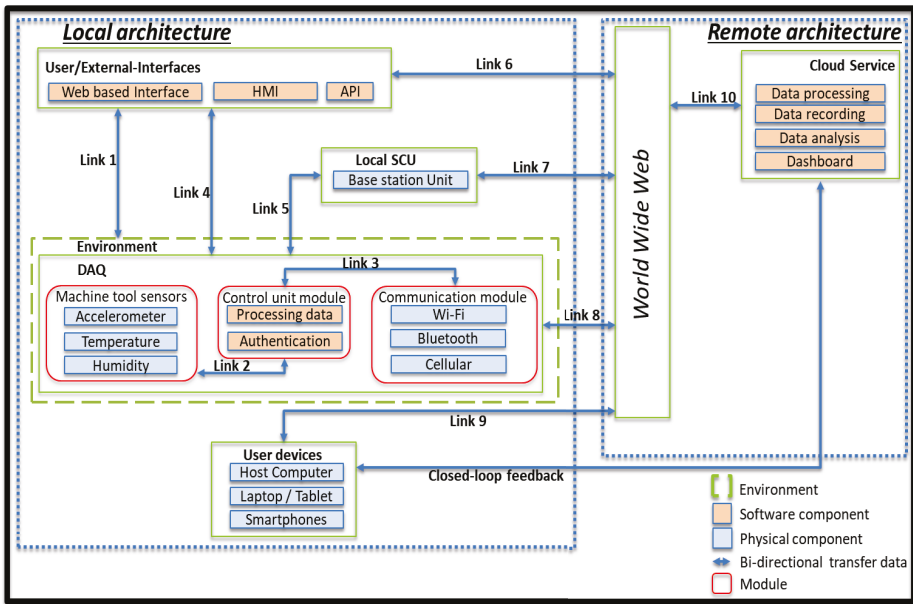 Local architecture
Remote architecture
User/External-Interfaces
Web based Interface
HMI
API
Link 6
Cloud Service
Data processing
Data recording
Data analysis
Dashboard
Link 10
Link 1
Link 4
Local SCU
Base station Unit
Link 7
Link 5
World Wide Web
Environment
DAQ
Link 3
Machine tool sensors
Accelerometer
Temperature
Humidity
Control unit module
Processing data
Authentication
Communication module
Wi-Fi
Bluetooth
Cellular
Link 8
Link 2
Link 9
User devices
Host Computer
Laptop / Tablet
Smartphones
Closed-loop feedback
Environment
Software component
Physical component
Bi-directional transfer data
Module